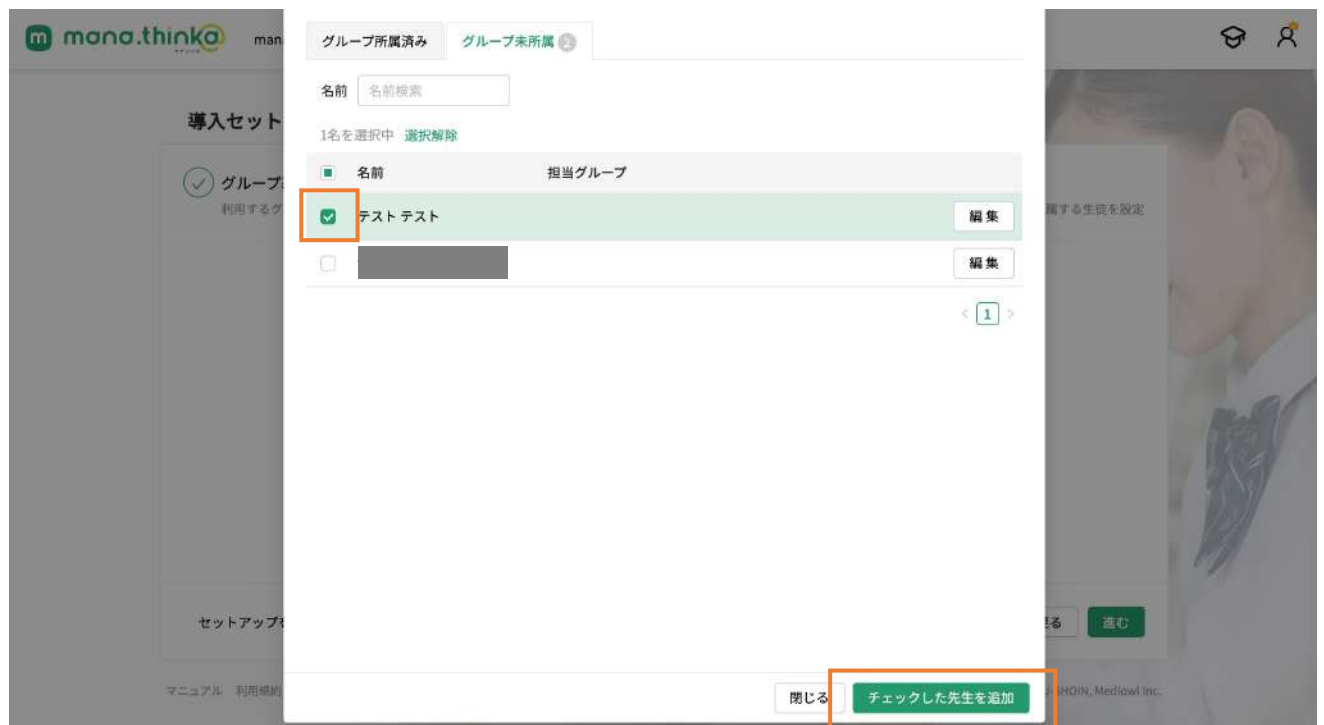 m mana.think@ man
グループ所属済み グループ未所属 2
名前 名前検索
導入セット
1名を選択中 選択解除
名前 担当グループ
グループ
利用するグ
属する生徒を設定
テスト テスト 編集
編集
< 1 >
セットアップ
進む
マニュアル 利用規約
閉じる チェックした先生を追加
SHOIN, Mediowl Inc.